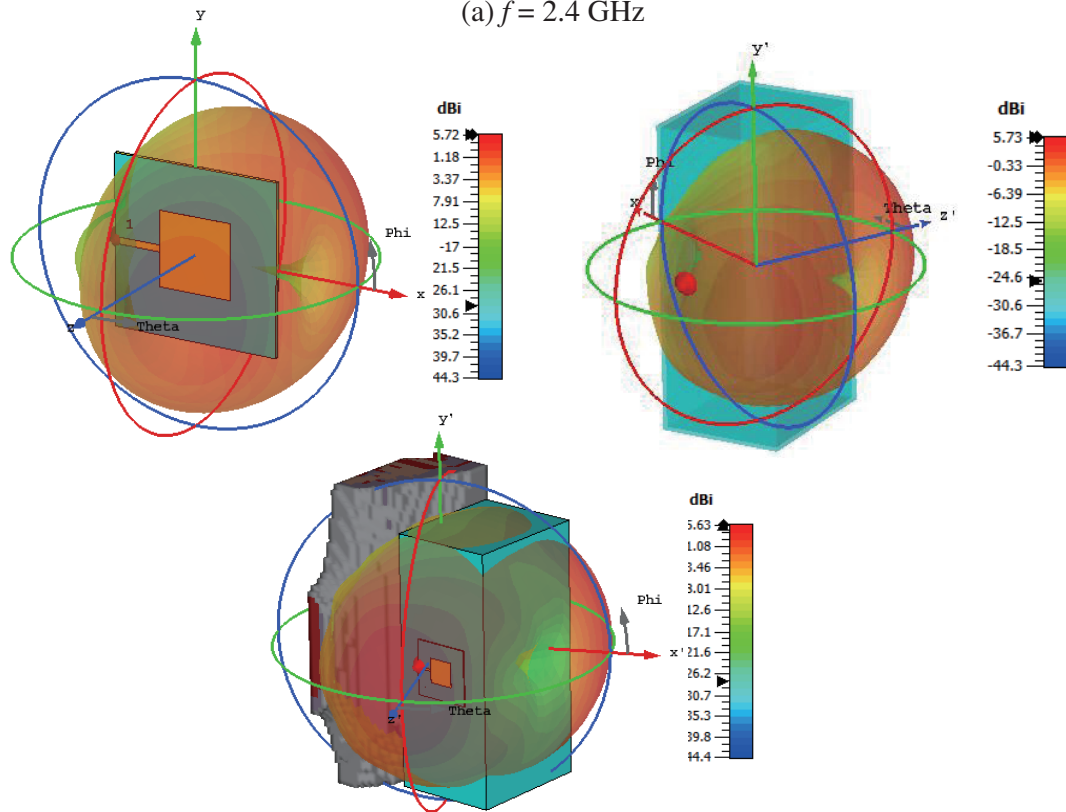 (a) f = 2.4 GHz
y
dBi
5.72
1.18
3.37
7.91
12.5
-17
21.5
26.1
30.6
35.2
39.7
44.3
1
Phi
x
z
Theta
y'
dBi
5.73
-0.33
-6.39
-12.5
-18.5
-24.6
-30.6
-36.7
-44.3
Phi
x
Theta
z'
y'
dBi
5.63
1.08
3.46
3.01
12.6
17.1
21.6
26.2
30.7
35.3
39.8
44.4
Phi
x'
Theta
z'